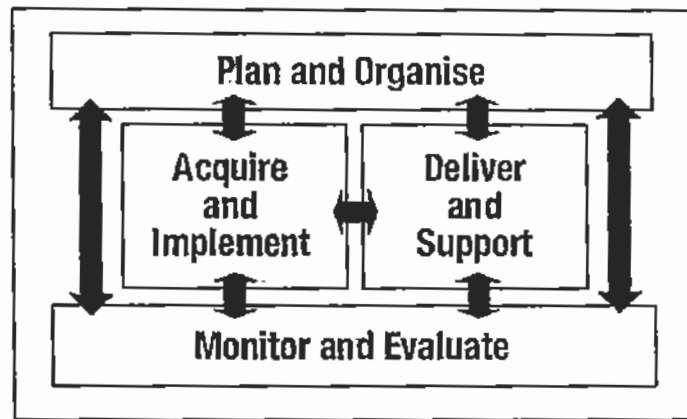 Plan and Organise
Acquire
and
Implement
Deliver
and
Support
Monitor and Evaluate